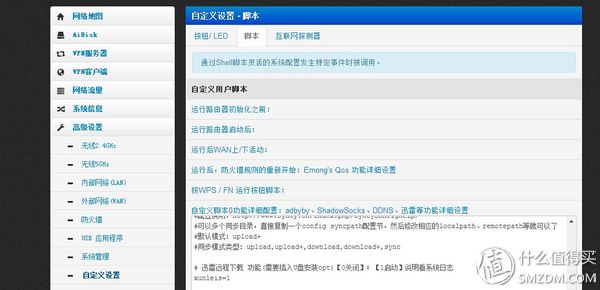 网络地图
AiDisk
VPN服务器
VPN客户端
网络流量
系统信息
高级设置
无线2.4GHz
无线5GHz
内部网络(LAN)
外部网络(WAN)
防火墙
USB 应用程序
系统管理
自定义设置
自定义设置 - 脚本
按钮/ LED
脚本
互联网探测器
通过Shell脚本灵活的系统配置发生特定事件时被调用。
自定义用户脚本
运行路由器初始化之前:
运行路由器启动后:
运行后WAN上/下活动:
运行后，防火墙规则的重新开始: Emong's Qos 功能详细设置
按WPS / FN 运行按钮脚本:
自定义脚本0功能详细配置: adbyby、ShadowSocks、DDNS、迅雷等功能详细设置
#可以多个同步目录，直接复制一个config syncpath配置节，然后修改相应的localpath、remotepath等就可以了
#默认模式: upload+
#同步模式类型: upload,upload+,download,download+,sync
# 迅雷远程下载 功能(需要插入U盘安装opt)【0关闭】；【1启动】说明看系统日志
xunleis=1
值 什么值得买
SMZDM.COM